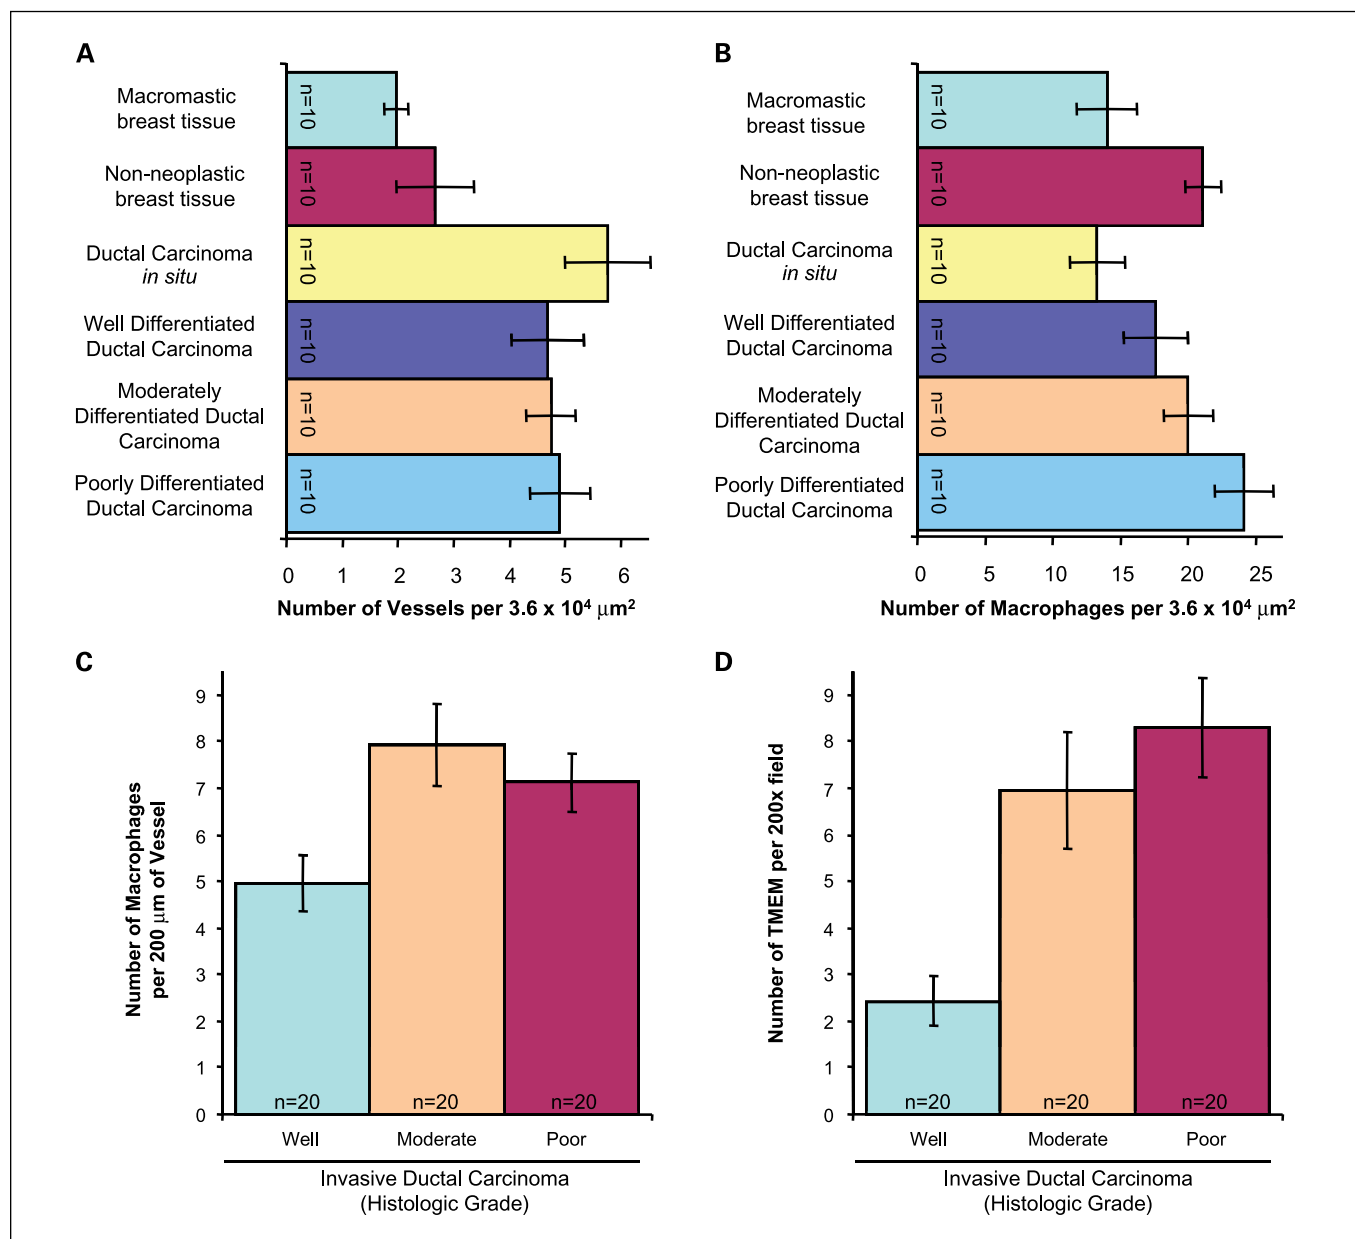 A
Macromastic
breast tissue
n=10
Non-neoplastic
breast tissue
n=10
Ductal Carcinoma
in situ
n=10
Well Differentiated
Ductal Carcinoma
n=10
Moderately
Differentiated Ductal
Carcinoma
n=10
Poorly Differentiated
Ductal Carcinoma
n=10
0 1 2 3 4 5 6
Number of Vessels per 3.6 x 10⁴ μm²
B
Macromastic
breast tissue
n=10
Non-neoplastic
breast tissue
n=10
Ductal Carcinoma
in situ
n=10
Well Differentiated
Ductal Carcinoma
n=10
Moderately
Differentiated Ductal
Carcinoma
n=10
Poorly Differentiated
Ductal Carcinoma
n=10
0 5 10 15 20 25
Number of Macrophages per 3.6 x 10⁴ μm²
C
Number of Macrophages
per 200 μm of Vessel
9
8
7
6
5
4
3
2
1
0
n=20 n=20 n=20
Well Moderate Poor
Invasive Ductal Carcinoma
(Histologic Grade)
D
Number of TMEM per 200x field
9
8
7
6
5
4
3
2
1
0
n=20 n=20 n=20
Well Moderate Poor
Invasive Ductal Carcinoma
(Histologic Grade)